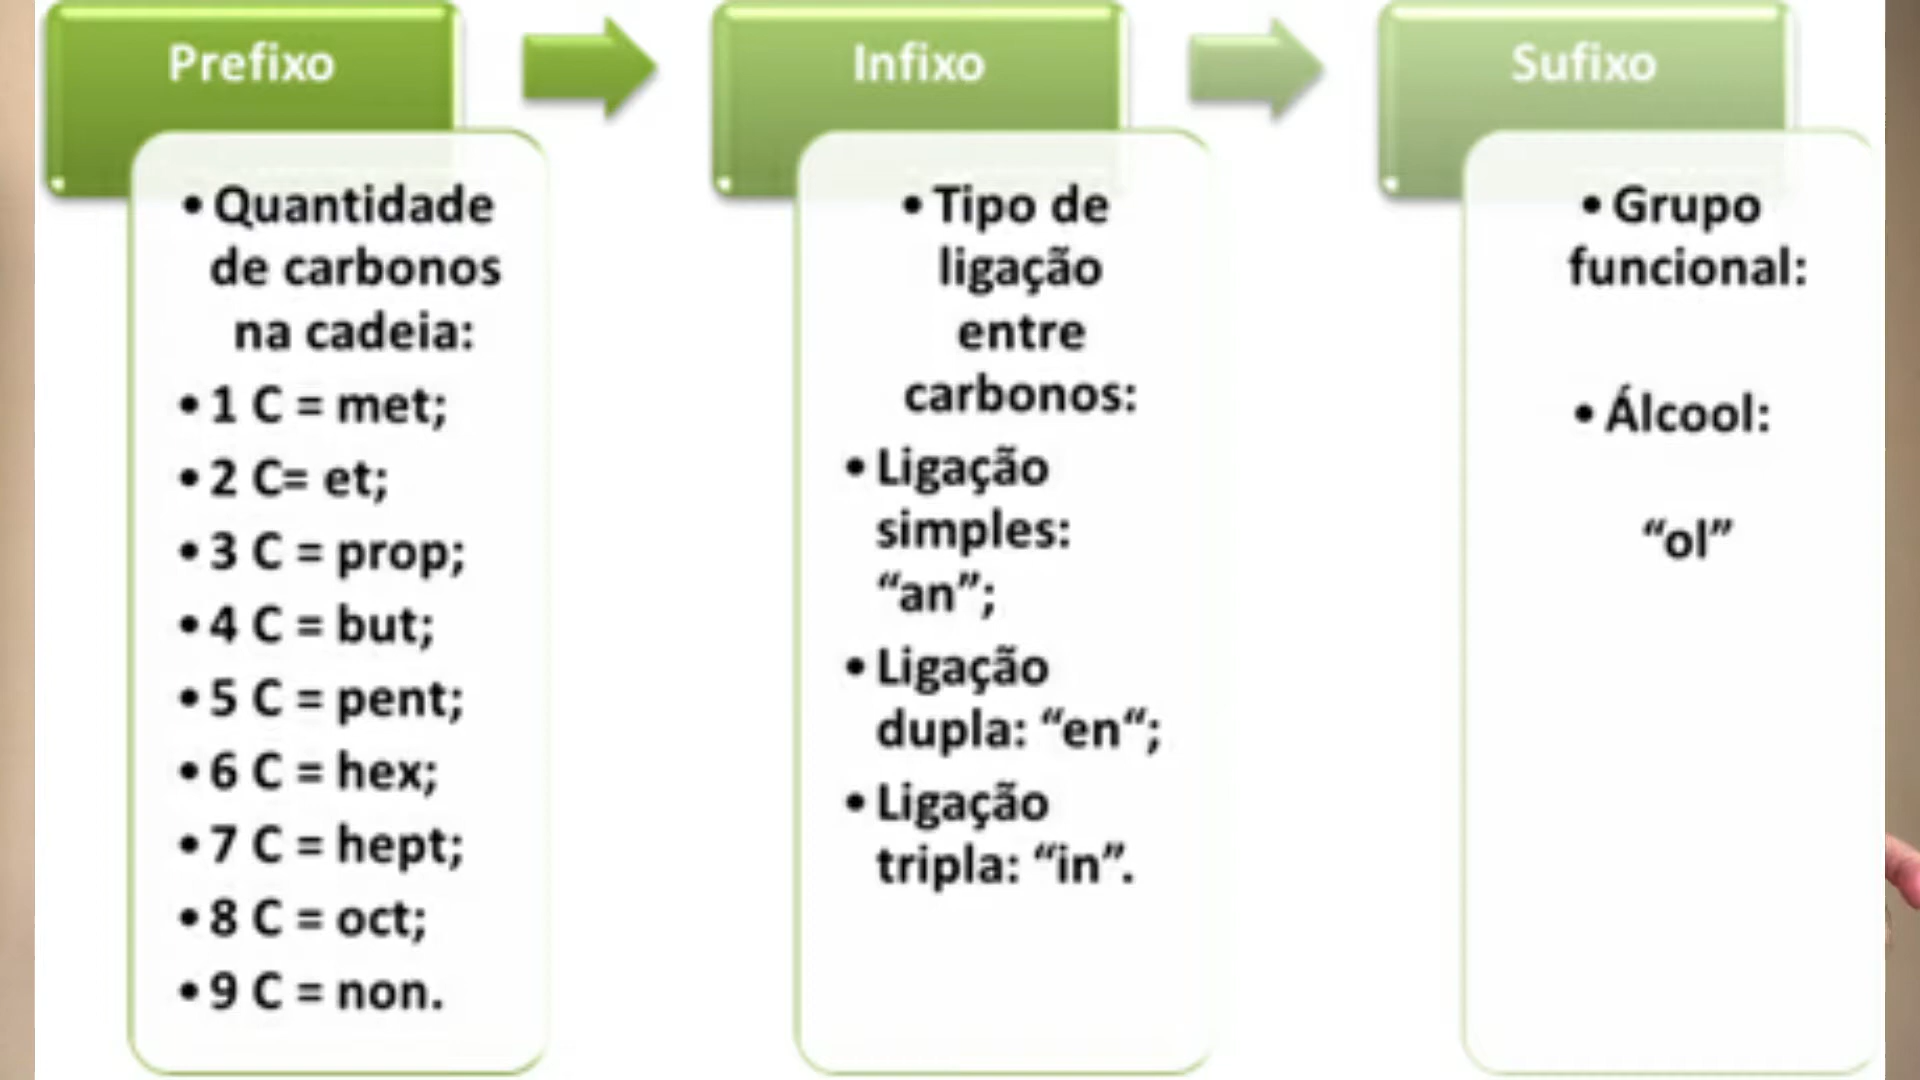 Prefixo
• Quantidade
de carbonos
na cadeia:
• 1 C = met;
• 2 C= et;
• 3 C = prop;
• 4 C = but;
• 5 C = pent;
• 6 C = hex;
• 7 C = hept;
• 8 C = oct;
• 9 C = non.
Infixo
• Tipo de
ligação
entre
carbonos:
• Ligação
simples:
“an”;
• Ligação
dupla: “en“;
• Ligação
tripla: “in”.
Sufixo
• Grupo
funcional:
• Álcool:
“ol”